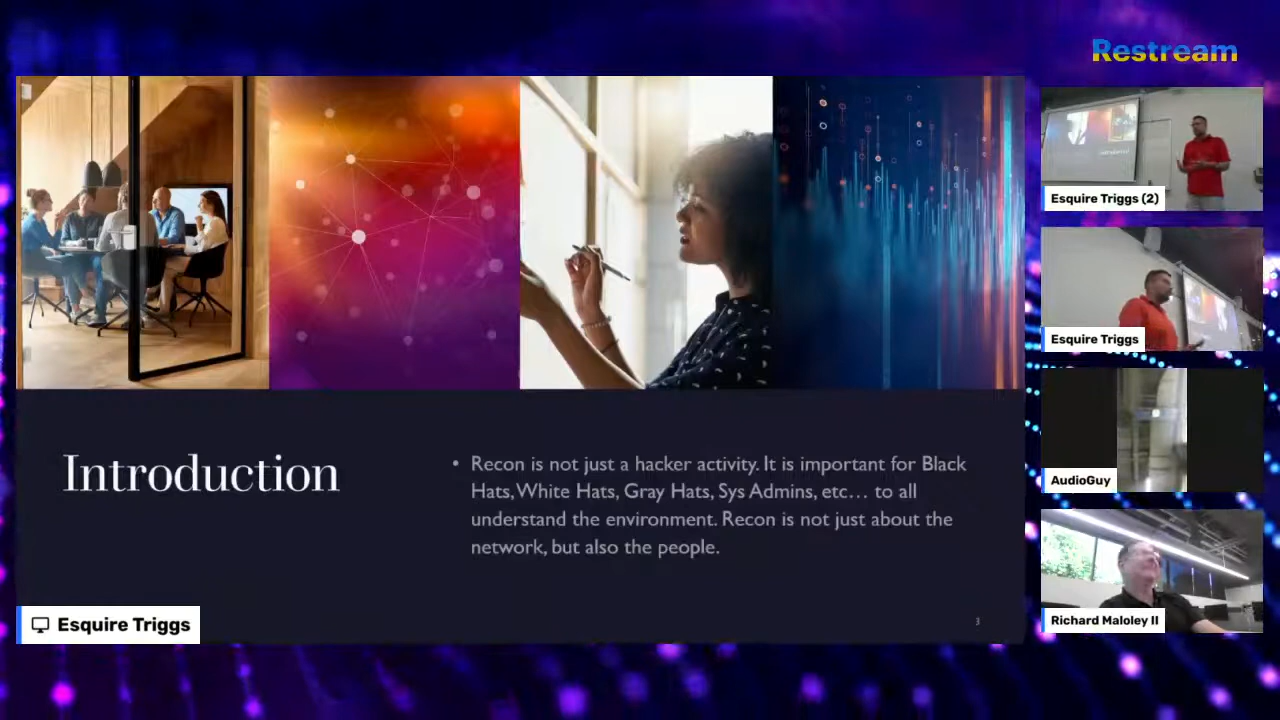 Restream
Esquire Triggs (2)
Esquire Triggs
AudioGuy
Richard Maloley II
Introduction
• Recon is not just a hacker activity. It is important for Black
Hats,White Hats, Gray Hats, Sys Admins, etc… to all
understand the environment. Recon is not just about the
network, but also the people.
3
Esquire Triggs